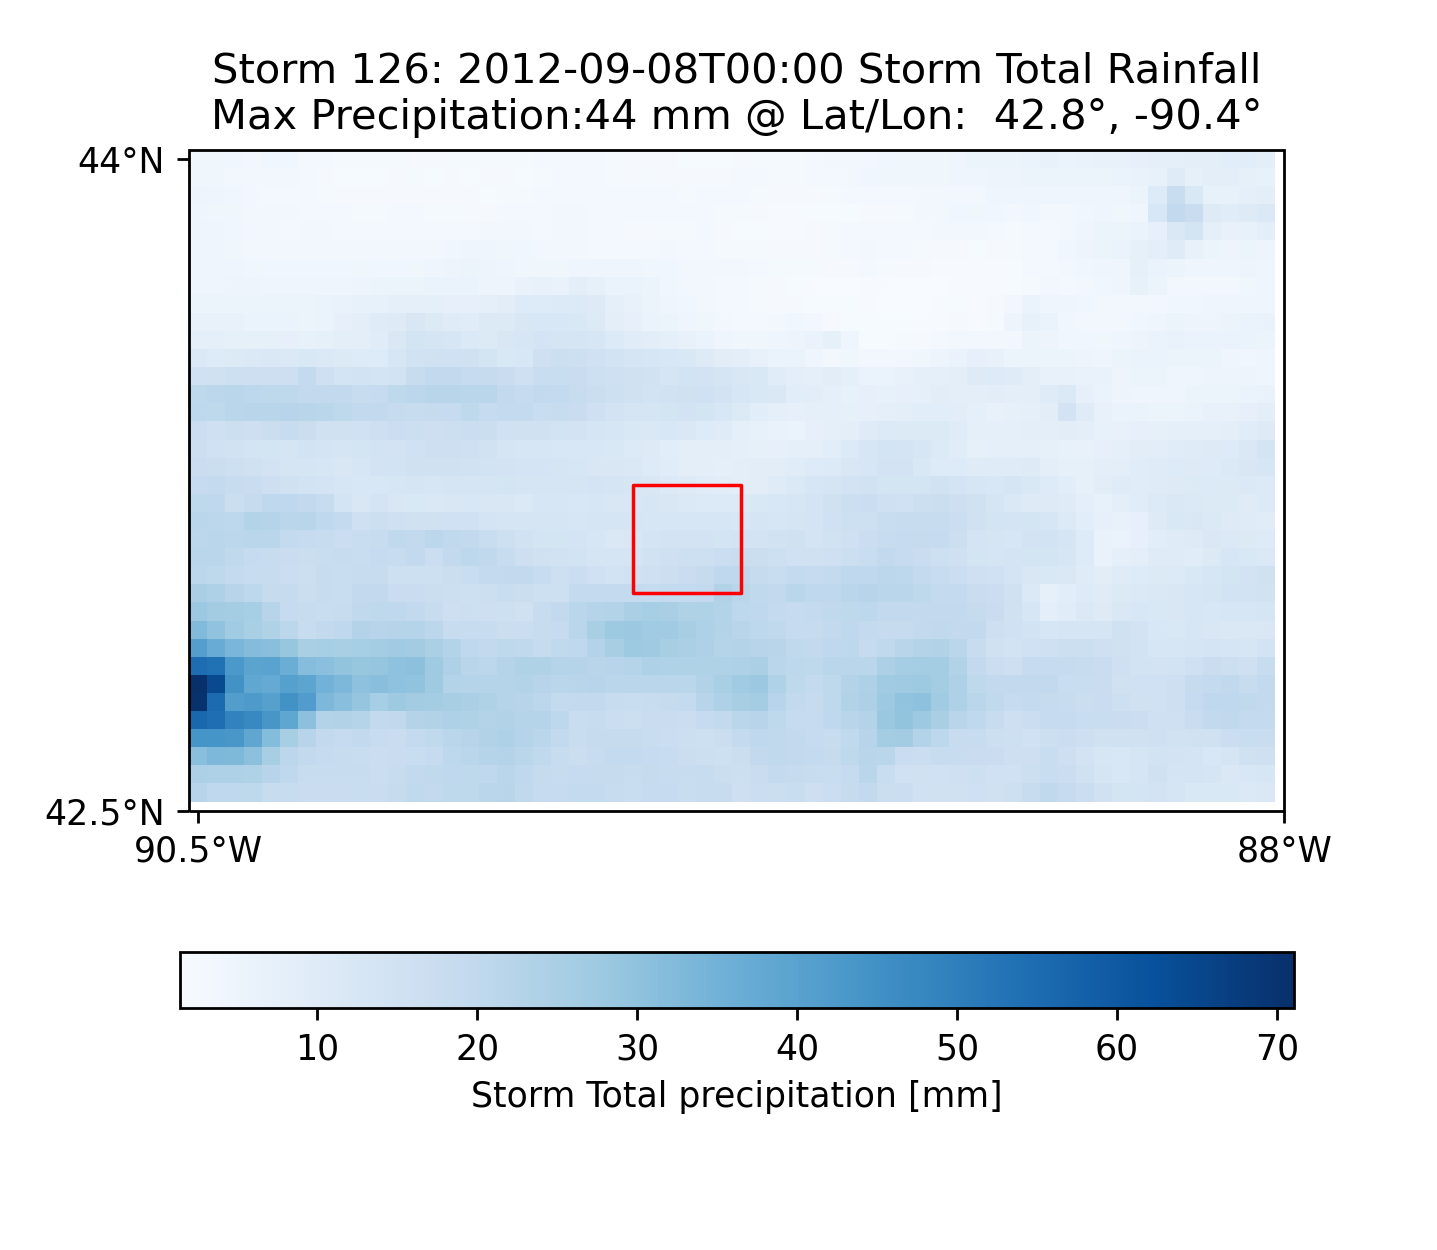 Storm 126: 2012-09-08T00:00 Storm Total Rainfall
Max Precipitation:44 mm @ Lat/Lon:  42.8°, -90.4°
44°N
42.5°N
90.5°W 88°W
10 20 30 40 50 60 70
Storm Total precipitation [mm]